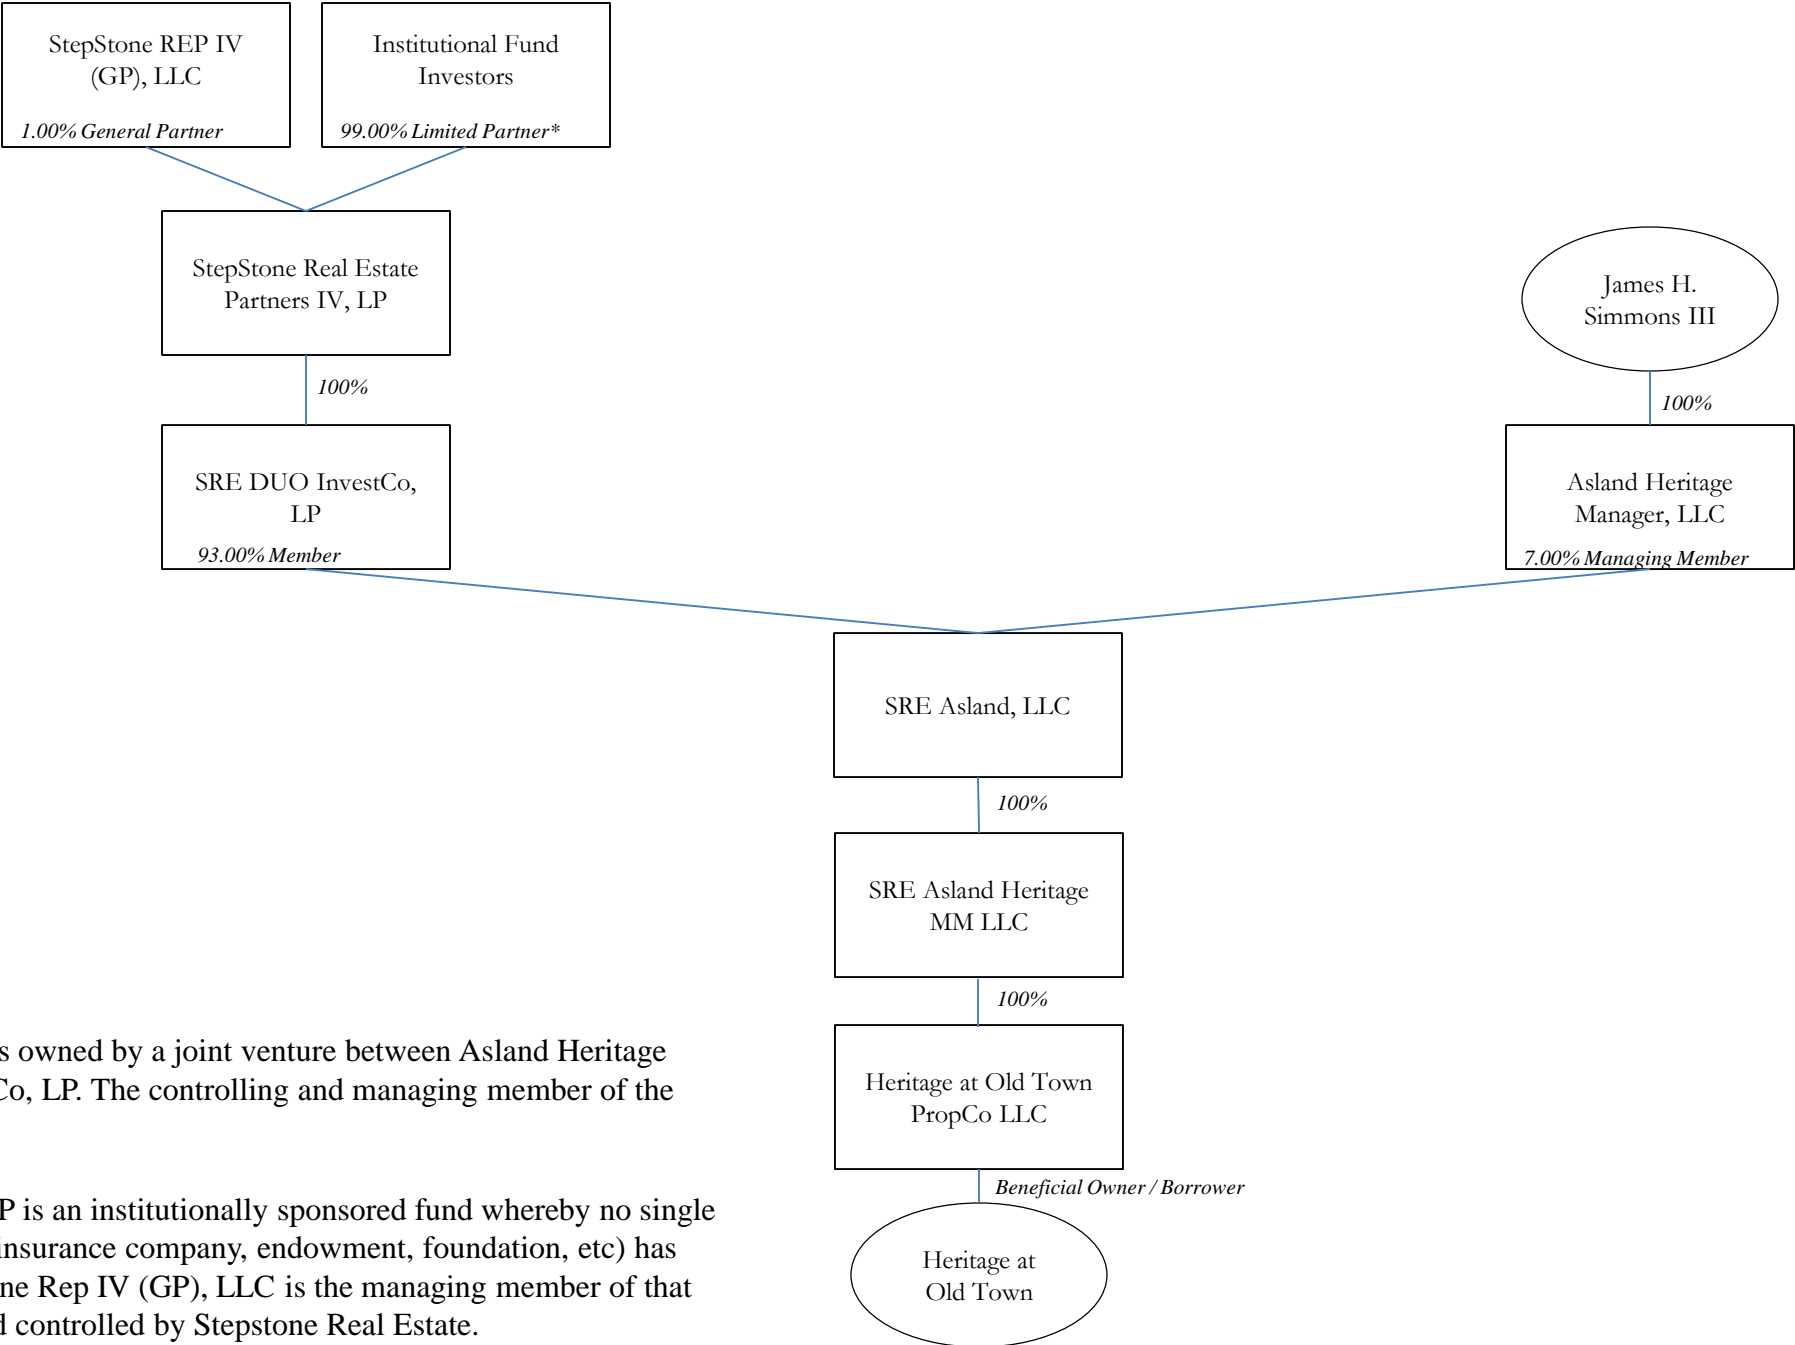 StepStone REP IV
(GP), LLC
1.00% General Partner
Institutional Fund
Investors
99.00% Limited Partner*
StepStone Real Estate
Partners IV, LP
James H.
Simmons III
100%
100%
SRE DUO InvestCo,
LP
93.00% Member
Asland Heritage
Manager, LLC
7.00% Managing Member
SRE Asland, LLC
100%
SRE Asland Heritage
MM LLC
100%
Heritage at Old Town
PropCo LLC
Beneficial Owner / Borrower
Heritage at
Old Town
s owned by a joint venture between Asland Heritage
Co, LP. The controlling and managing member of the
P is an institutionally sponsored fund whereby no single
insurance company, endowment, foundation, etc) has
ne Rep IV (GP), LLC is the managing member of that
d controlled by Stepstone Real Estate.